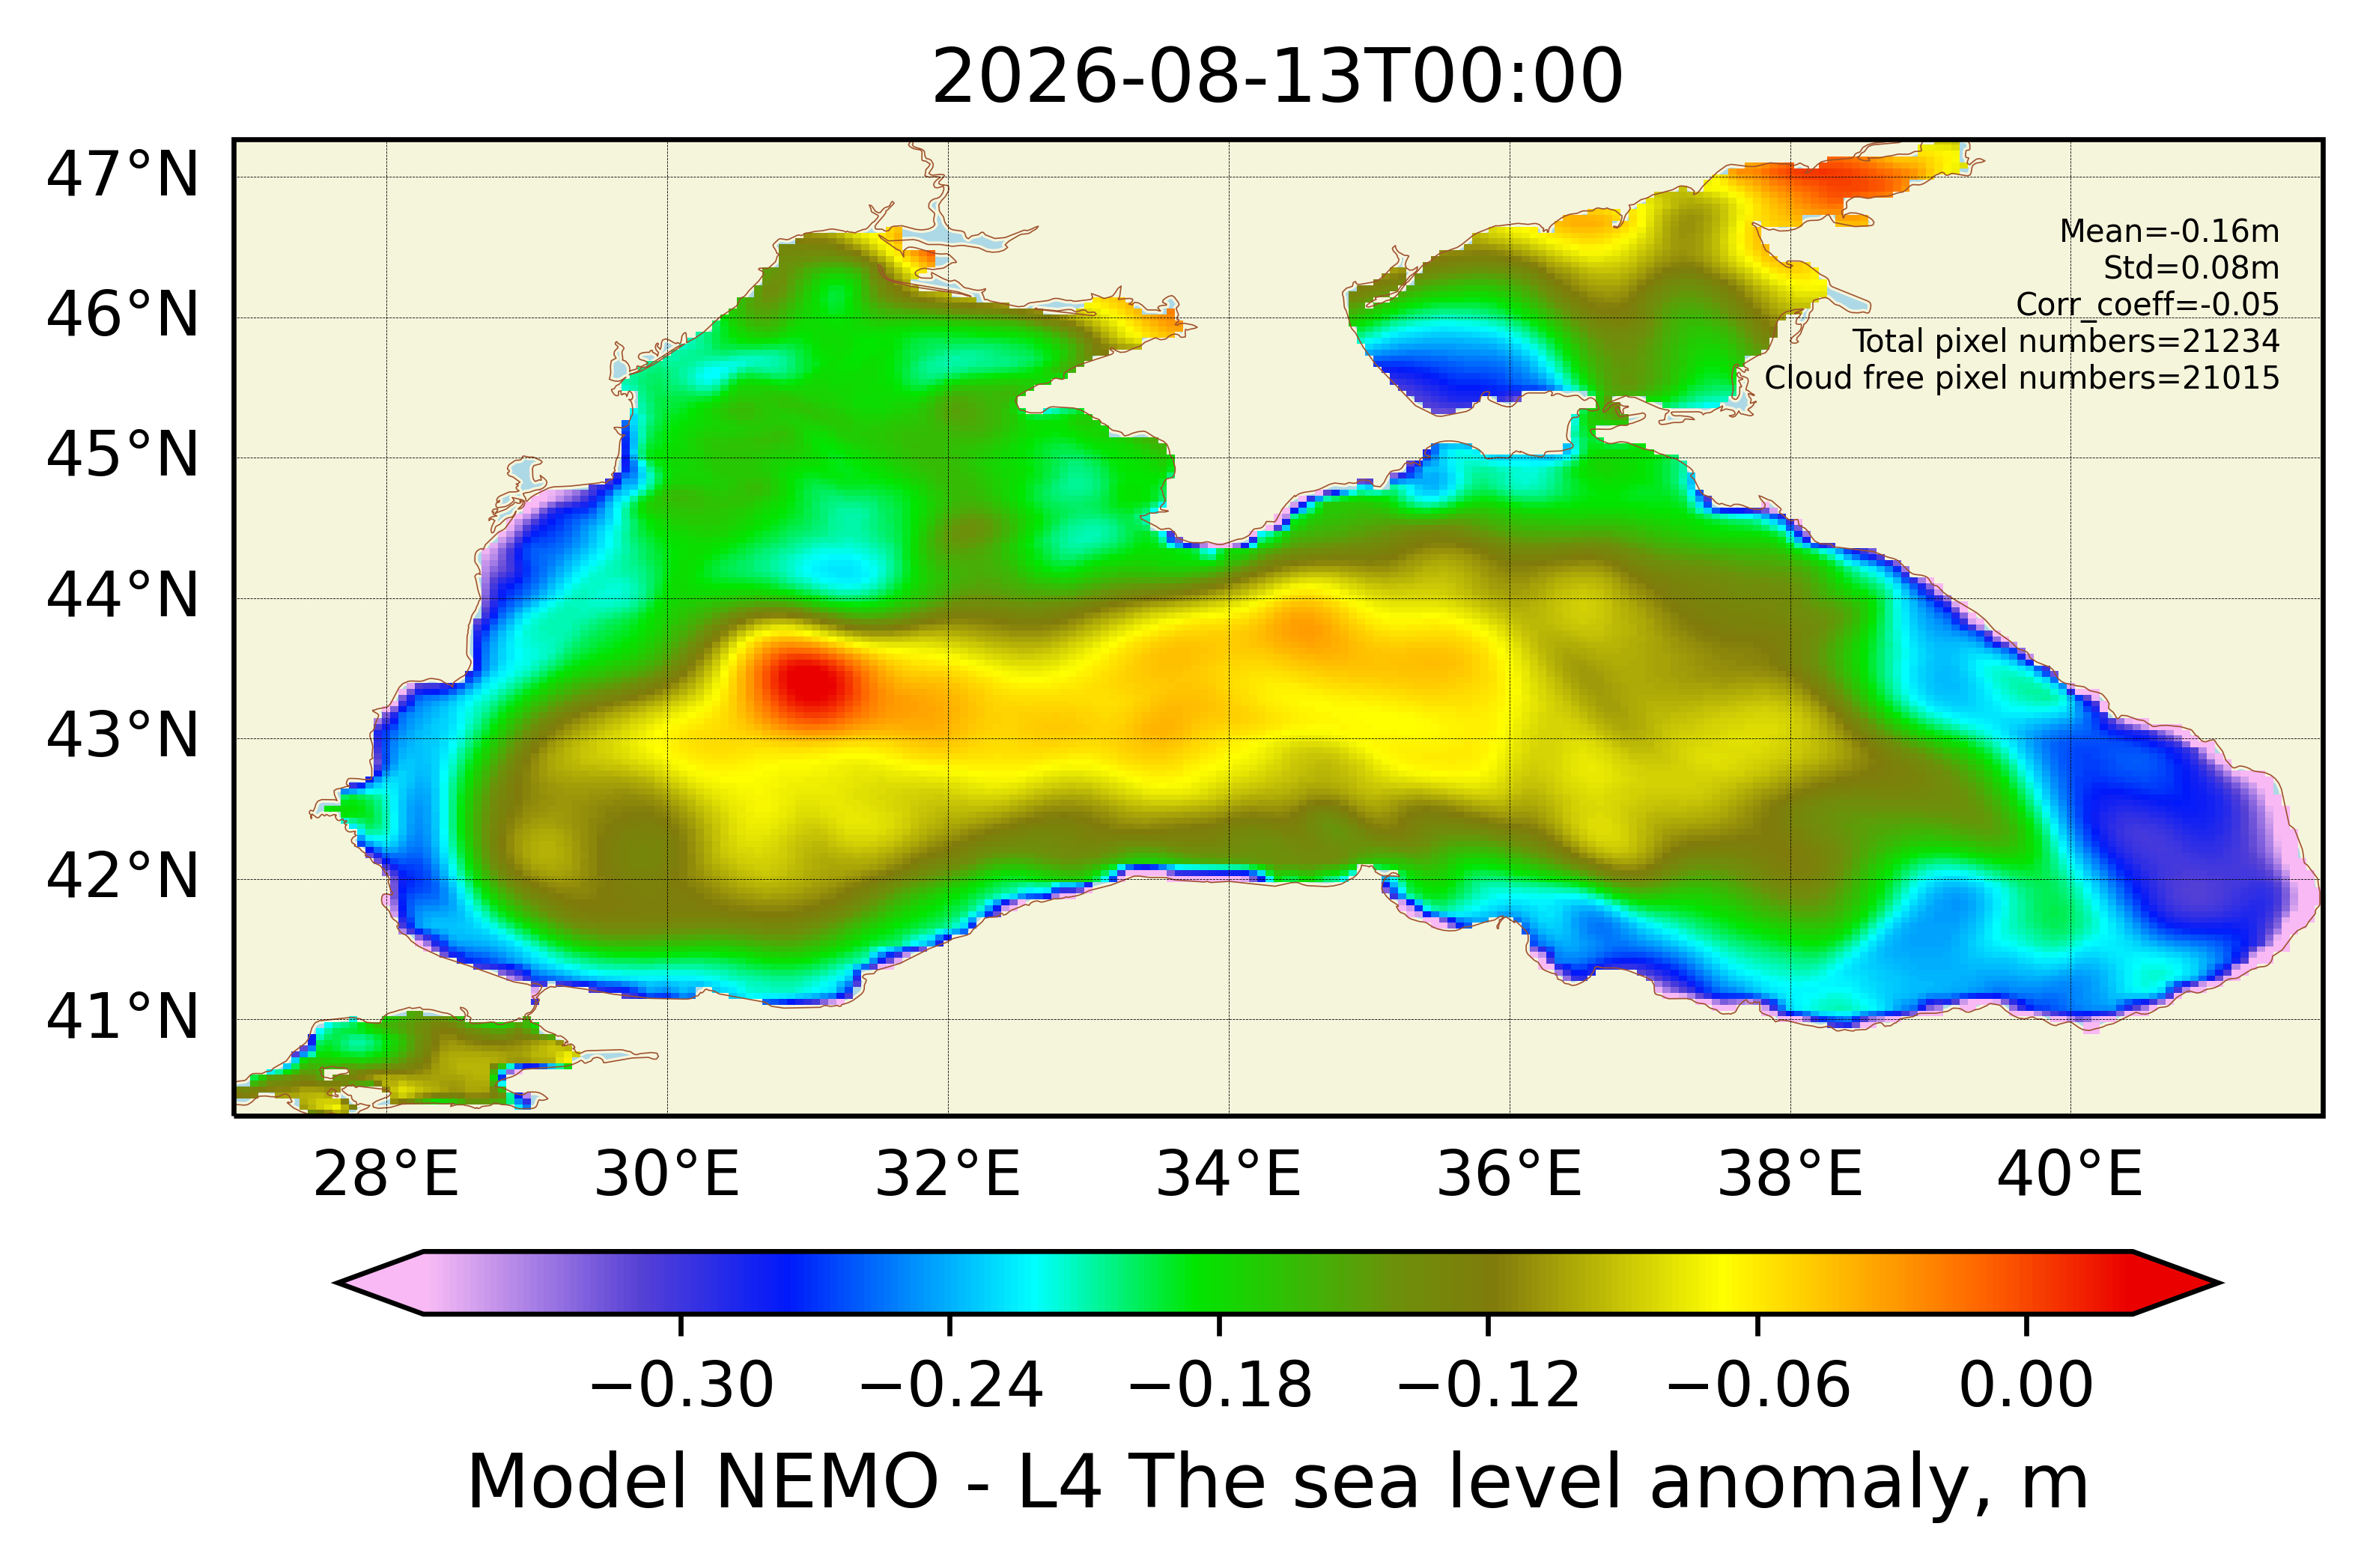 2026-08-13T00:00
47°N
46°N
45°N
44°N
43°N
42°N
41°N
Mean=-0.16m
Std=0.08m
Corr_coeff=-0.05
Total pixel numbers=21234
Cloud free pixel numbers=21015
28°E 30°E 32°E 34°E 36°E 38°E 40°E
−0.30 −0.24 −0.18 −0.12 −0.06 0.00
Model NEMO - L4 The sea level anomaly, m